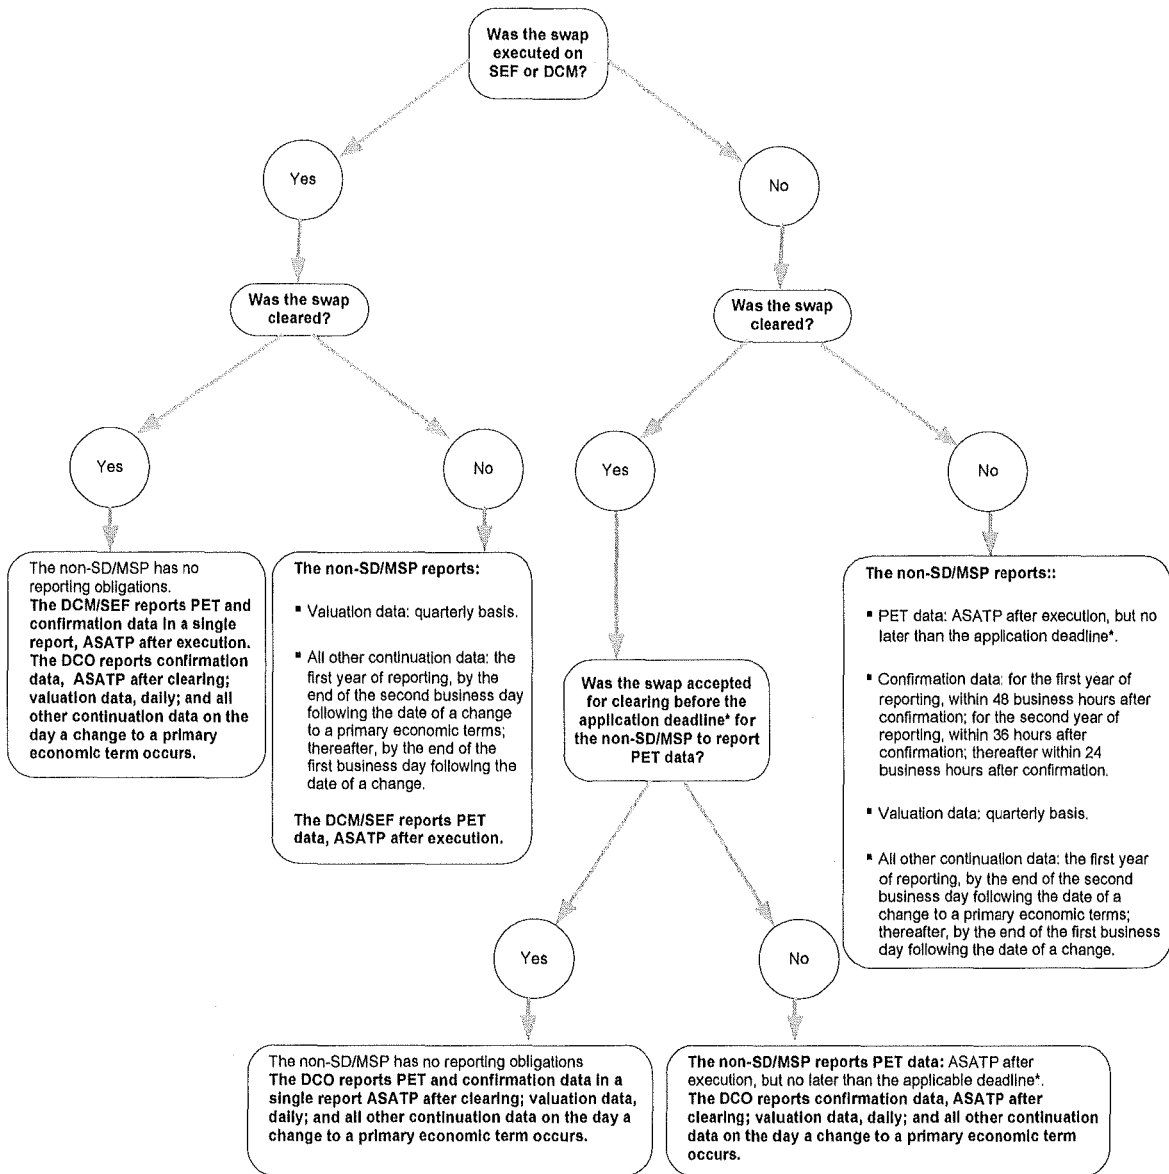 Was the swap
executed on
SEF or DCM?
Yes
No
Was the swap
cleared?
Was the swap
cleared?
Yes
No
Yes
No
The non-SD/MSP has no
reporting obligations.
The DCM/SEF reports PET and
confirmation data in a single
report, ASATP after execution.
The DCO reports confirmation
data, ASATP after clearing;
valuation data, daily; and all
other continuation data on the
day a change to a primary
economic term occurs.
The non-SD/MSP reports:
▪ Valuation data: quarterly basis.
▪ All other continuation data: the
first year of reporting, by the
end of the second business day
following the date of a change
to a primary economic terms;
thereafter, by the end of the
first business day following the
date of a change.
The DCM/SEF reports PET
data, ASATP after execution.
Was the swap accepted
for clearing before the
application deadline* for
the non-SD/MSP to report
PET data?
The non-SD/MSP reports::
▪ PET data: ASATP after execution, but no
later than the application deadline*.
▪ Confirmation data: for the first year of
reporting, within 48 business hours after
confirmation; for the second year of
reporting, within 36 hours after
confirmation; thereafter within 24
business hours after confirmation.
▪ Valuation data: quarterly basis.
▪ All other continuation data: the first year
of reporting, by the end of the second
business day following the date of a
change to a primary economic terms;
thereafter, by the end of the first business
day following the date of a change.
Yes
No
The non-SD/MSP has no reporting obligations
The DCO reports PET and confirmation data in a
single report ASATP after clearing; valuation data,
daily; and all other continuation data on the day a
change to a primary economic term occurs.
The non-SD/MSP reports PET data: ASATP after
execution, but no later than the applicable deadline*.
The DCO reports confirmation data, ASATP after
clearing; valuation data, daily; and all other continuation
data on the day a change to a primary economic term
occurs.